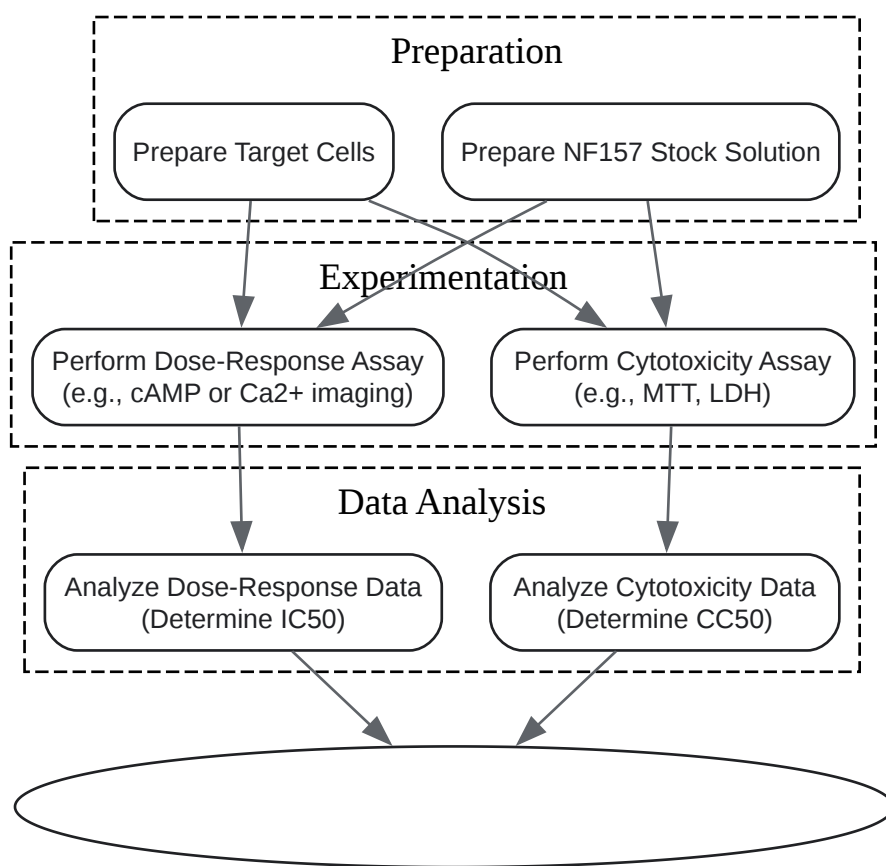 Preparation
Prepare Target Cells
Prepare NF157 Stock Solution
Experimentation
Perform Dose-Response Assay
(e.g., cAMP or Ca2+ imaging)
Perform Cytotoxicity Assay
(e.g., MTT, LDH)
Data Analysis
Analyze Dose-Response Data
(Determine IC50)
Analyze Cytotoxicity Data
(Determine CC50)